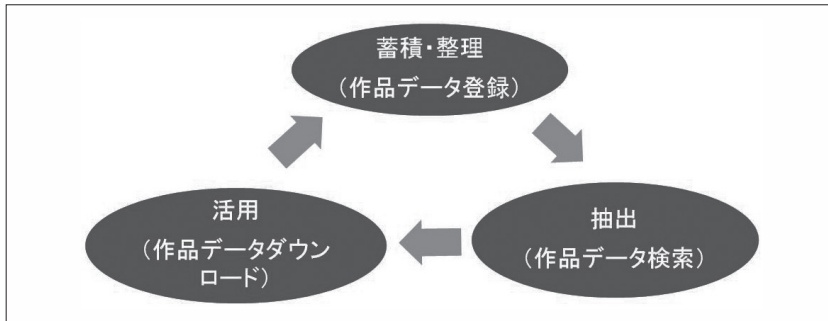 蓄積・整理
(作品データ登録)
抽出
(作品データ検索)
活用
(作品データダウン
ロード)